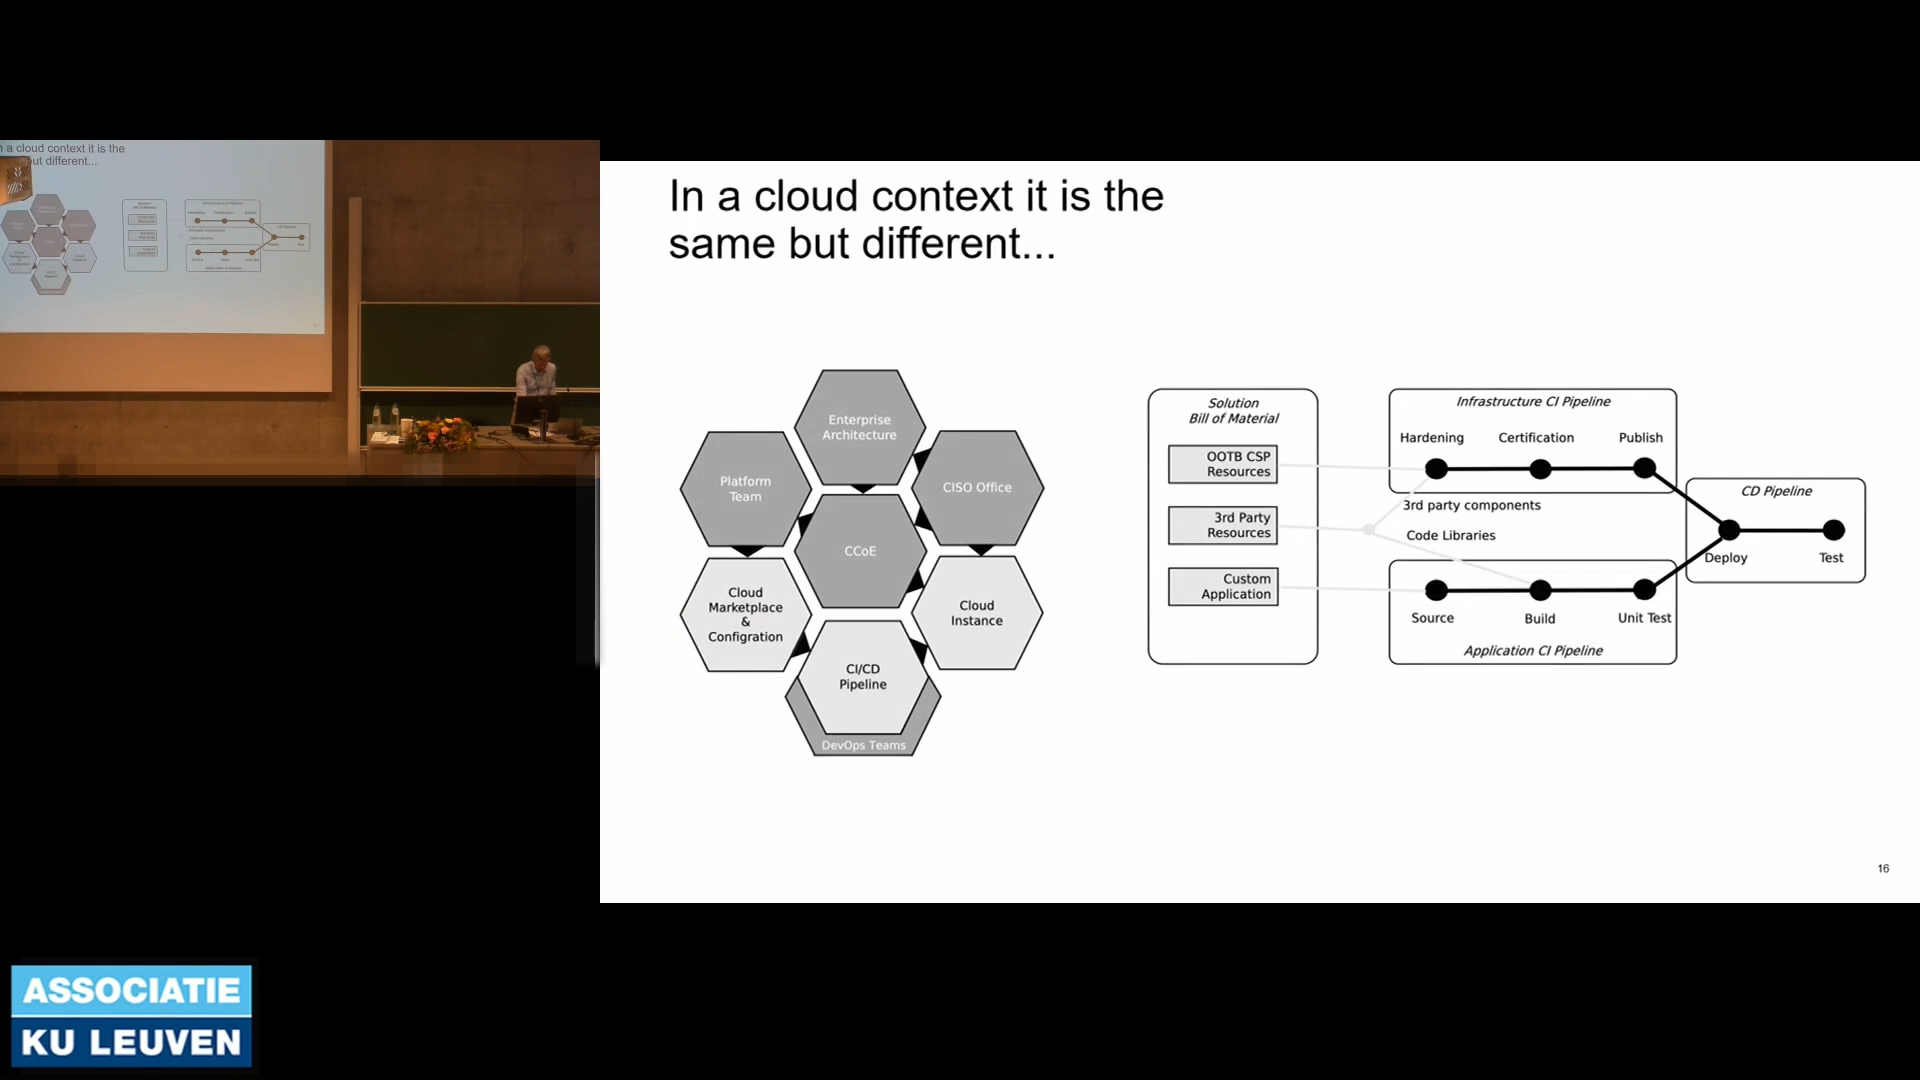 In a cloud context it is the
same but different...
Enterprise
Architecture
Platform
Team
CISO Office
CCoE
Cloud
Marketplace
&
Configration
Cloud
Instance
CI/CD
Pipeline
DevOps Teams
Solution
Bill of Material
OOTB CSP
Resources
3rd Party
Resources
Custom
Application
Infrastructure CI Pipeline
Hardening Certification Publish
3rd party components
Code Libraries
Source Build Unit Test
Application CI Pipeline
CD Pipeline
Deploy Test
16
a cloud context it is the
but different...
ASSOCIATIE
KU LEUVEN